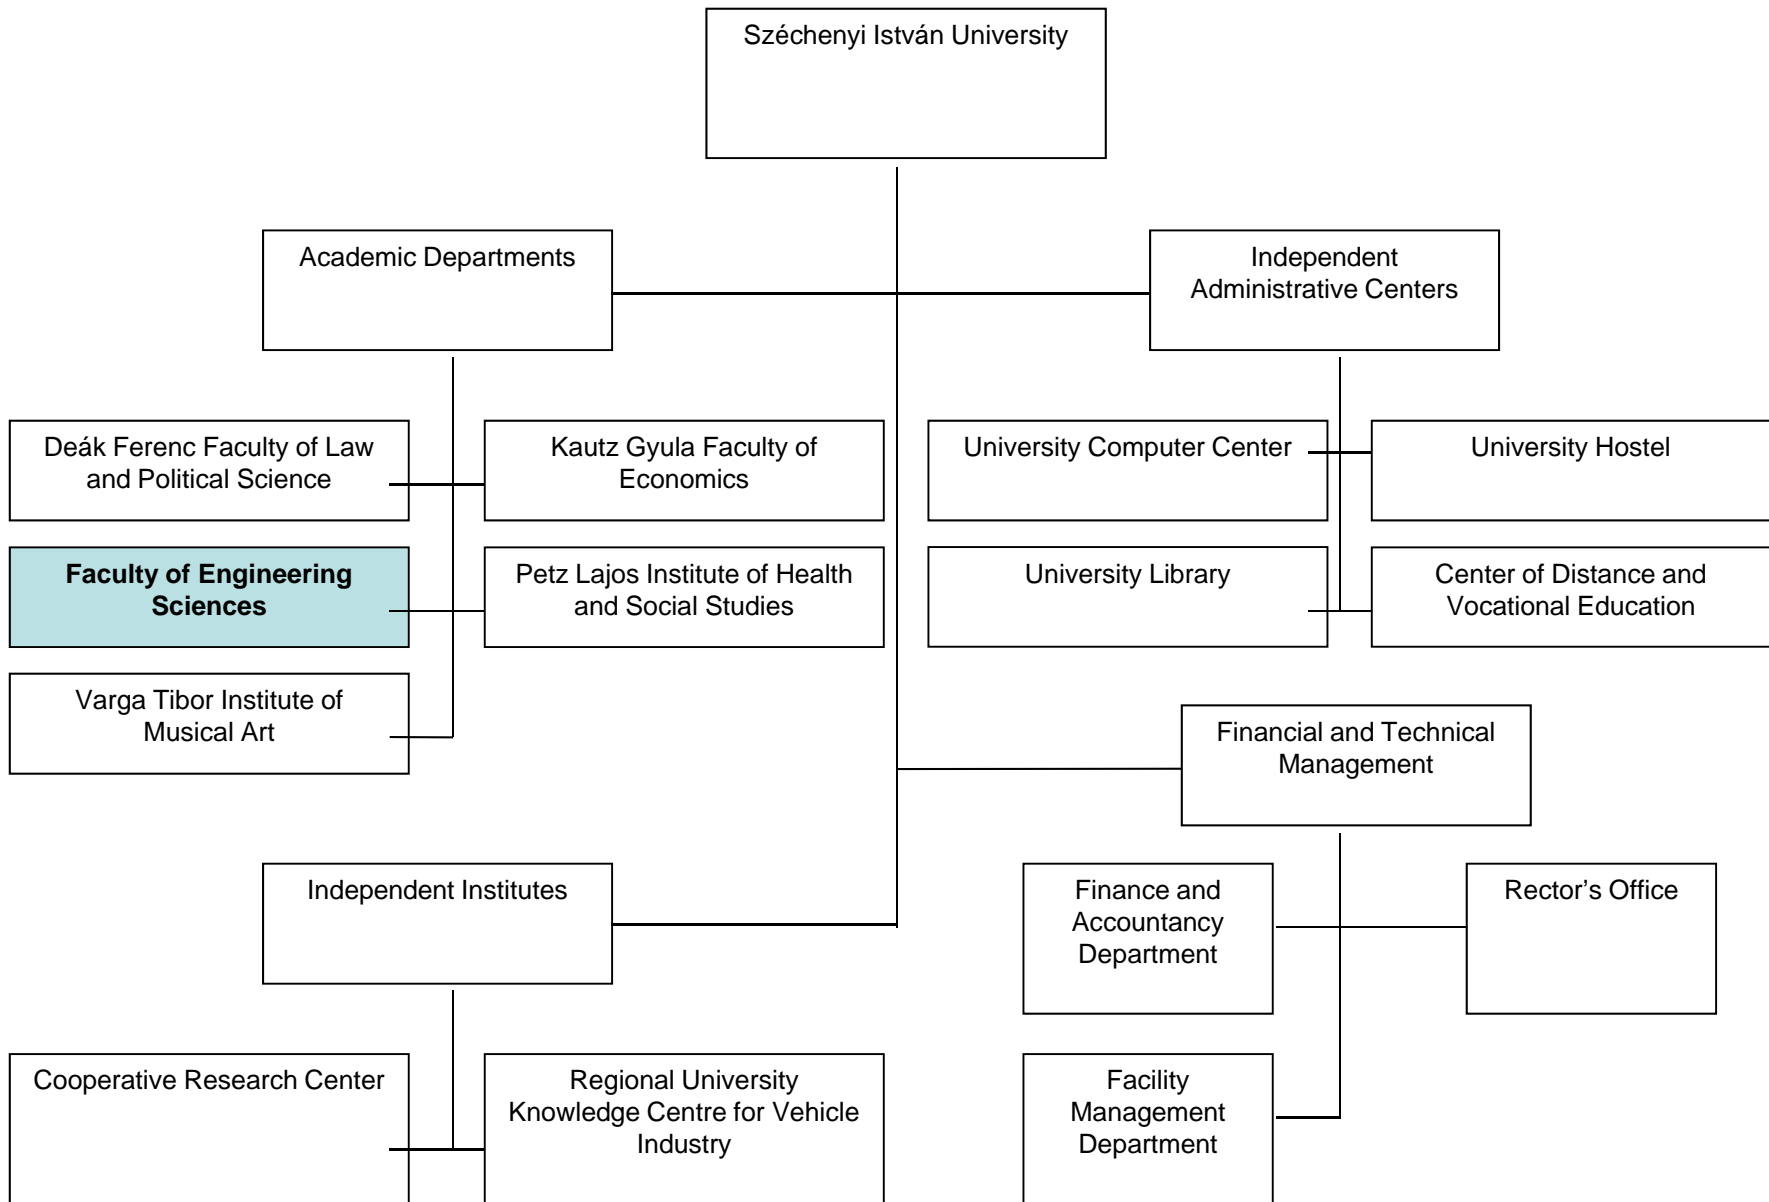 Széchenyi István University
Academic Departments
Independent
Administrative Centers
Deák Ferenc Faculty of Law
and Political Science
Kautz Gyula Faculty of
Economics
University Computer Center
University Hostel
Faculty of Engineering
Sciences
Petz Lajos Institute of Health
and Social Studies
University Library
Center of Distance and
Vocational Education
Varga Tibor Institute of
Musical Art
Financial and Technical
Management
Independent Institutes
Finance and
Accountancy
Department
Rector’s Office
Cooperative Research Center
Regional University
Knowledge Centre for Vehicle
Industry
Facility
Management
Department